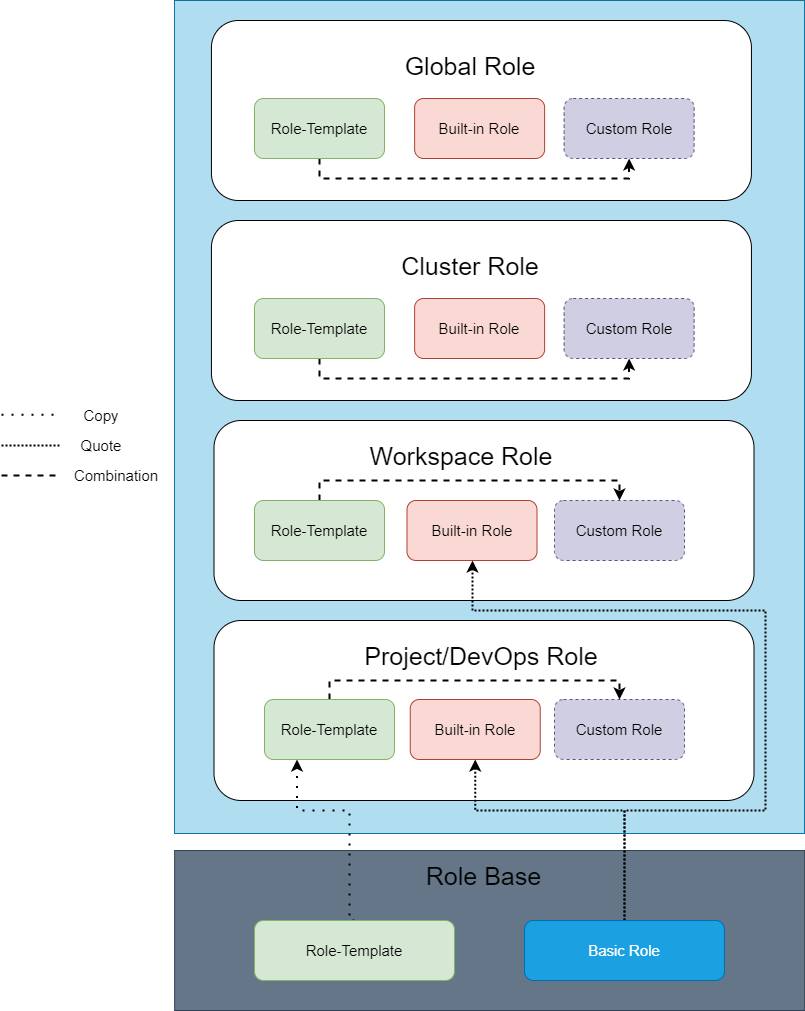 Global Role
Role-Template
Built-in Role
Custom Role
Cluster Role
Role-Template
Built-in Role
Custom Role
Copy
Quote
Combination
Workspace Role
Role-Template
Built-in Role
Custom Role
Project/DevOps Role
Role-Template
Built-in Role
Custom Role
Role Base
Role-Template
Basic Role